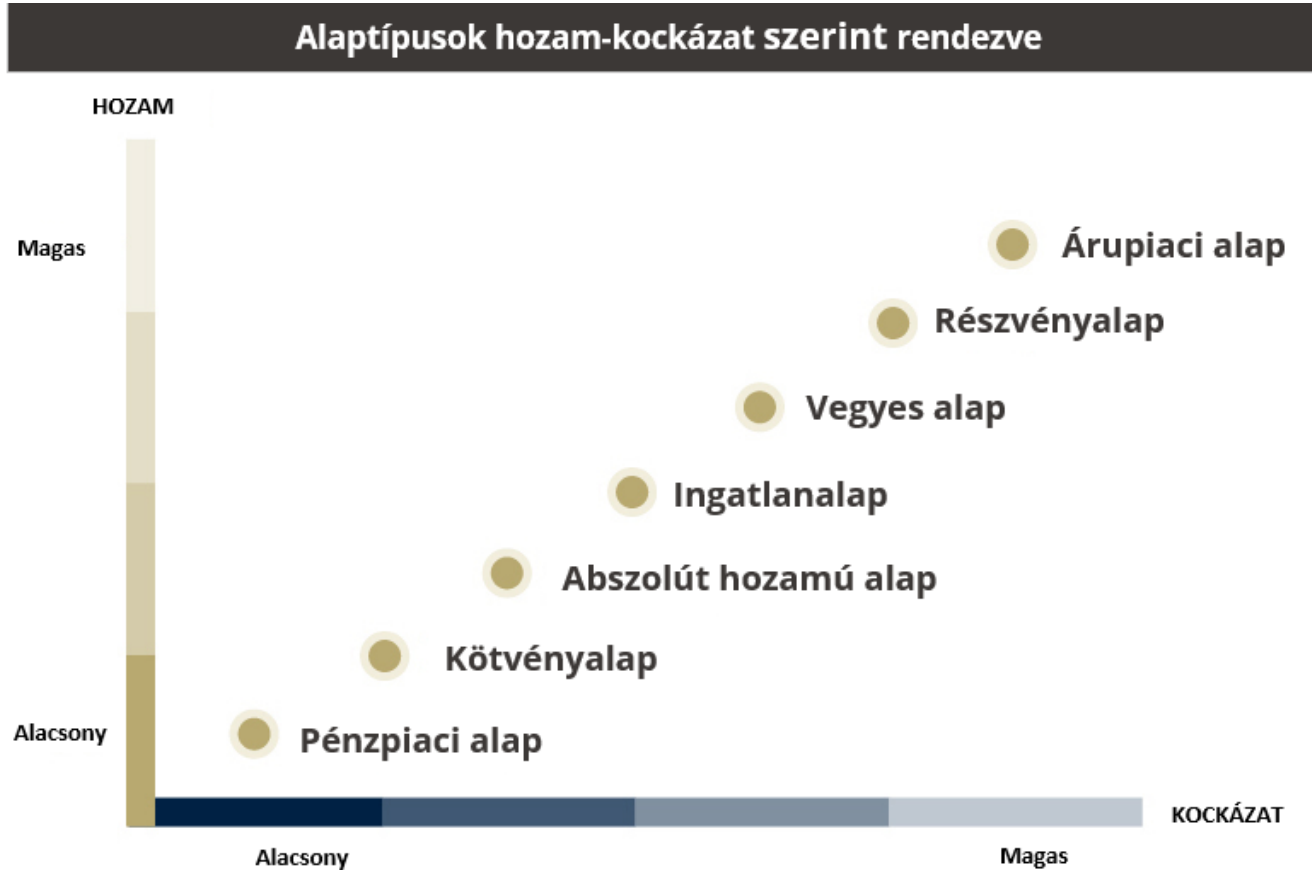 Alaptípusok hozam-kockázat szerint rendezve
HOZAM
Magas
Árupiaci alap
Részvényalap
Vegyes alap
Ingatlanalap
Abszolút hozamú alap
Kötvényalap
Alacsony
Pénzpiaci alap
KOCKÁZAT
Alacsony
Magas